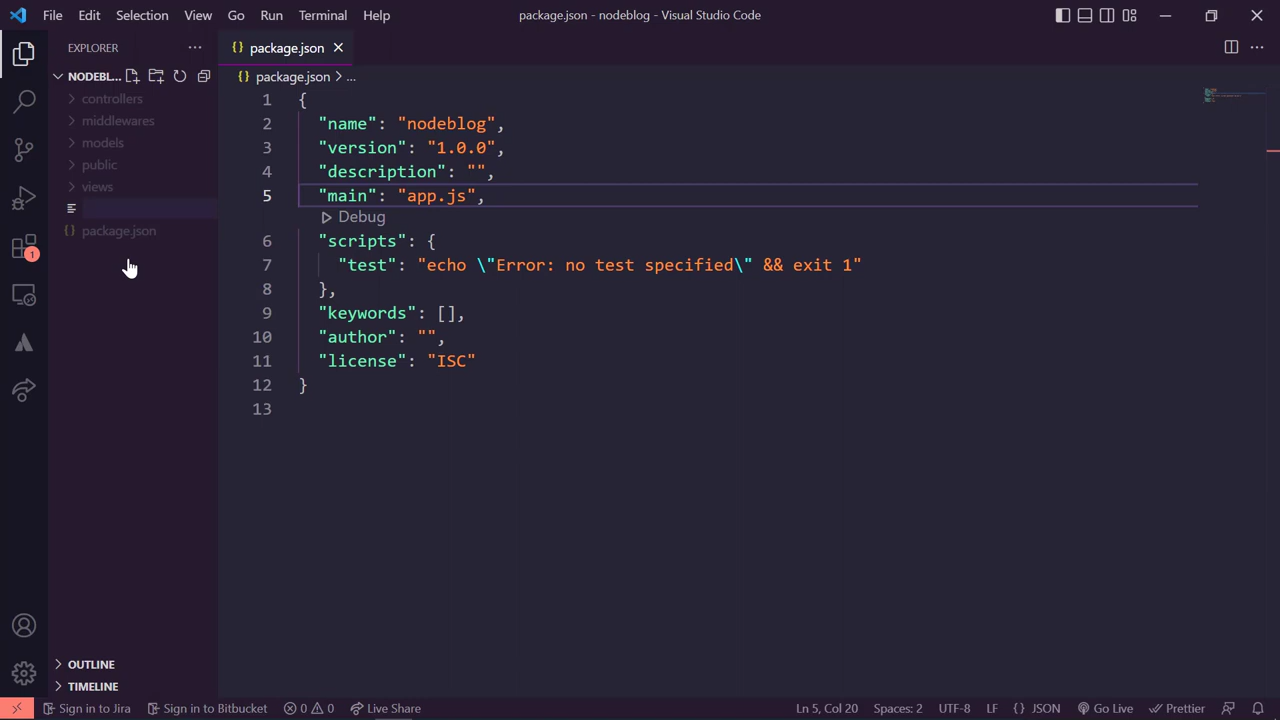 File Edit Selection View Go Run Terminal Help package.json - nodeblog - Visual Studio Code
EXPLORER
package.json
NODEBL...
package.json > ...
controllers
middlewares
models
public
views
package.json
1 {
2 "name": "nodeblog",
3 "version": "1.0.0",
4 "description": "",
5 "main": "app.js",
Debug
6 "scripts": {
7 "test": "echo \"Error: no test specified\" && exit 1"
8 },
9 "keywords": [],
10 "author": "",
11 "license": "ISC"
12 }
13
1
OUTLINE
TIMELINE
Sign in to Jira Sign in to Bitbucket 0 0 Live Share Ln 5, Col 20 Spaces: 2 UTF-8 LF {} JSON Go Live Prettier